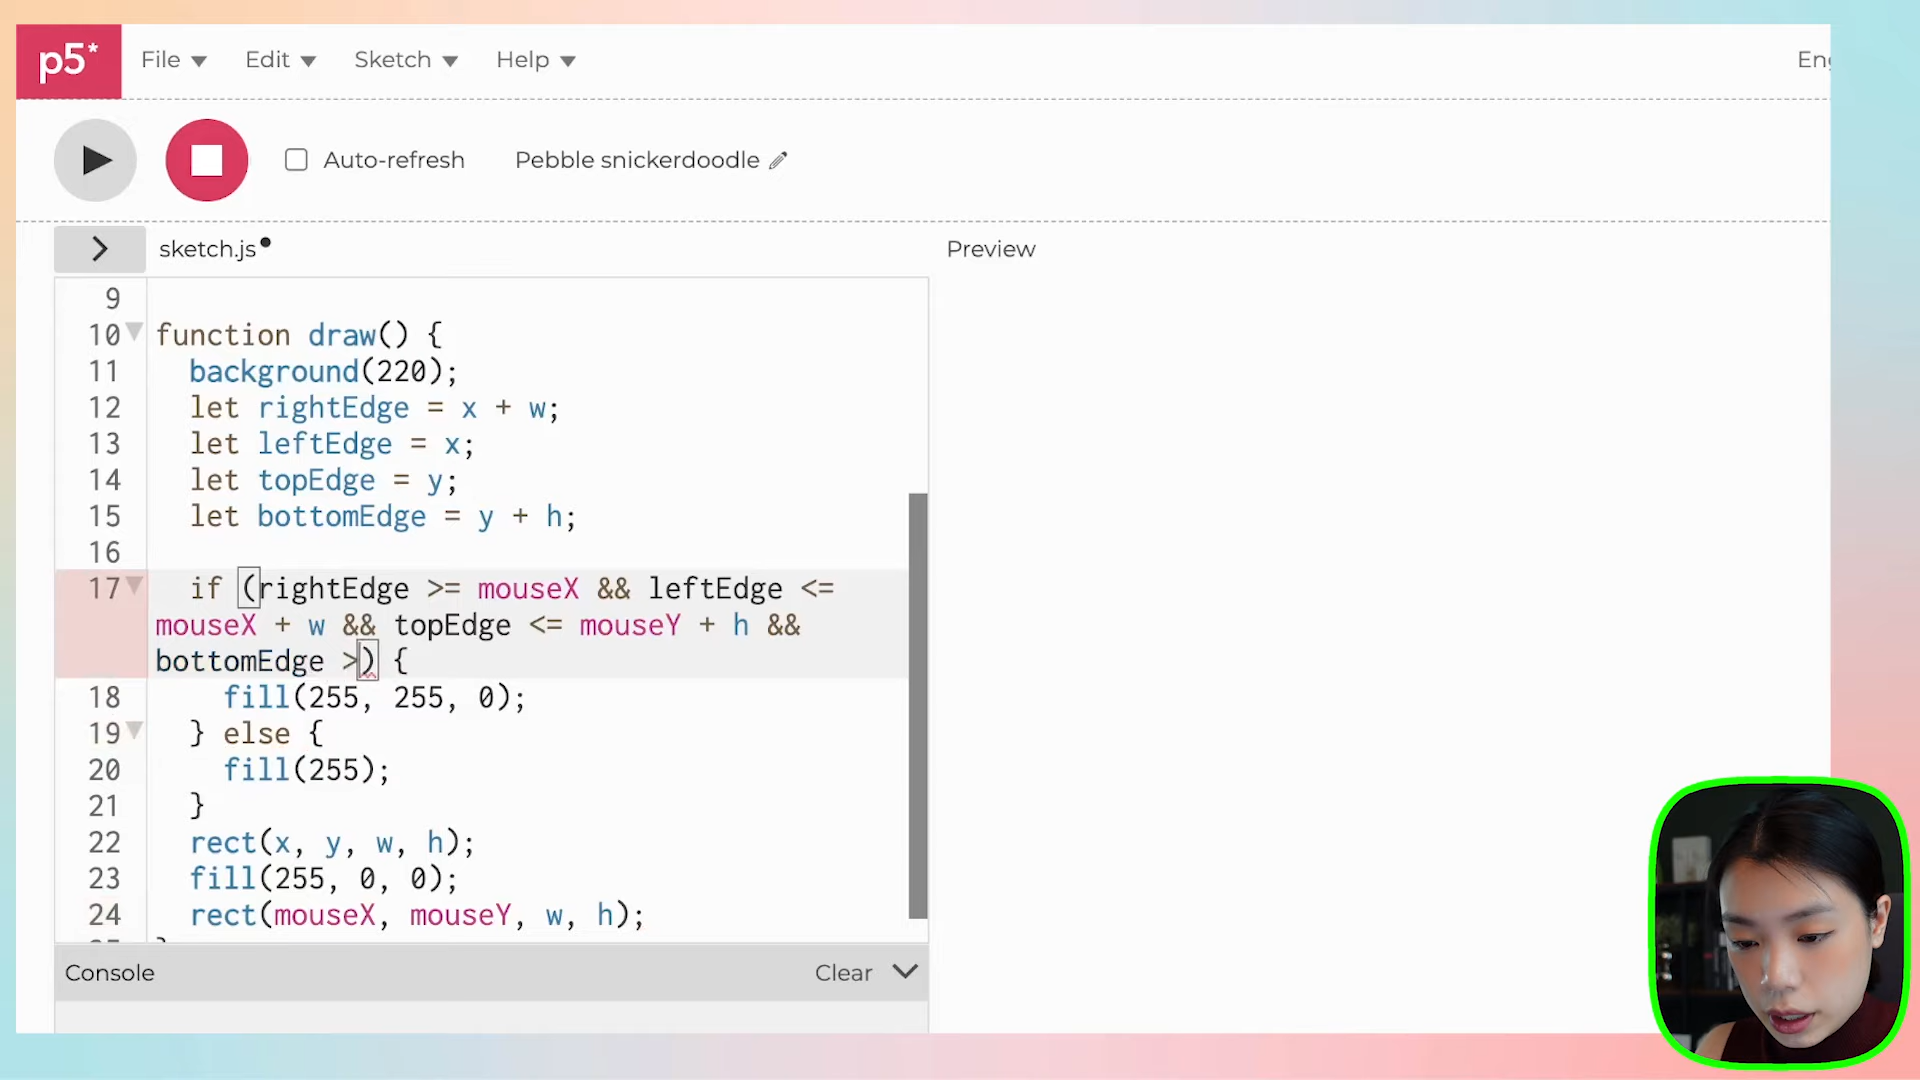 p5* File Edit Sketch Help
Auto-refresh Pebble snickerdoodle
sketch.js Preview
9
10 function draw() {
11 background(220);
12 let rightEdge = x + w;
13 let leftEdge = x;
14 let topEdge = y;
15 let bottomEdge = y + h;
16
17 if (rightEdge >= mouseX && leftEdge <=
mouseX + w && topEdge <= mouseY + h &&
bottomEdge >) {
18 fill(255, 255, 0);
19 } else {
20 fill(255);
21 }
22 rect(x, y, w, h);
23 fill(255, 0, 0);
24 rect(mouseX, mouseY, w, h);
Console Clear